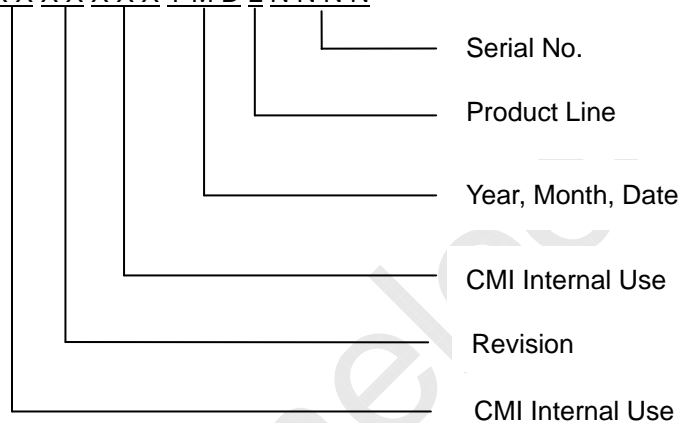 Serial No.
Product Line
Year, Month, Date
CMI Internal Use
Revision
CMI Internal Use